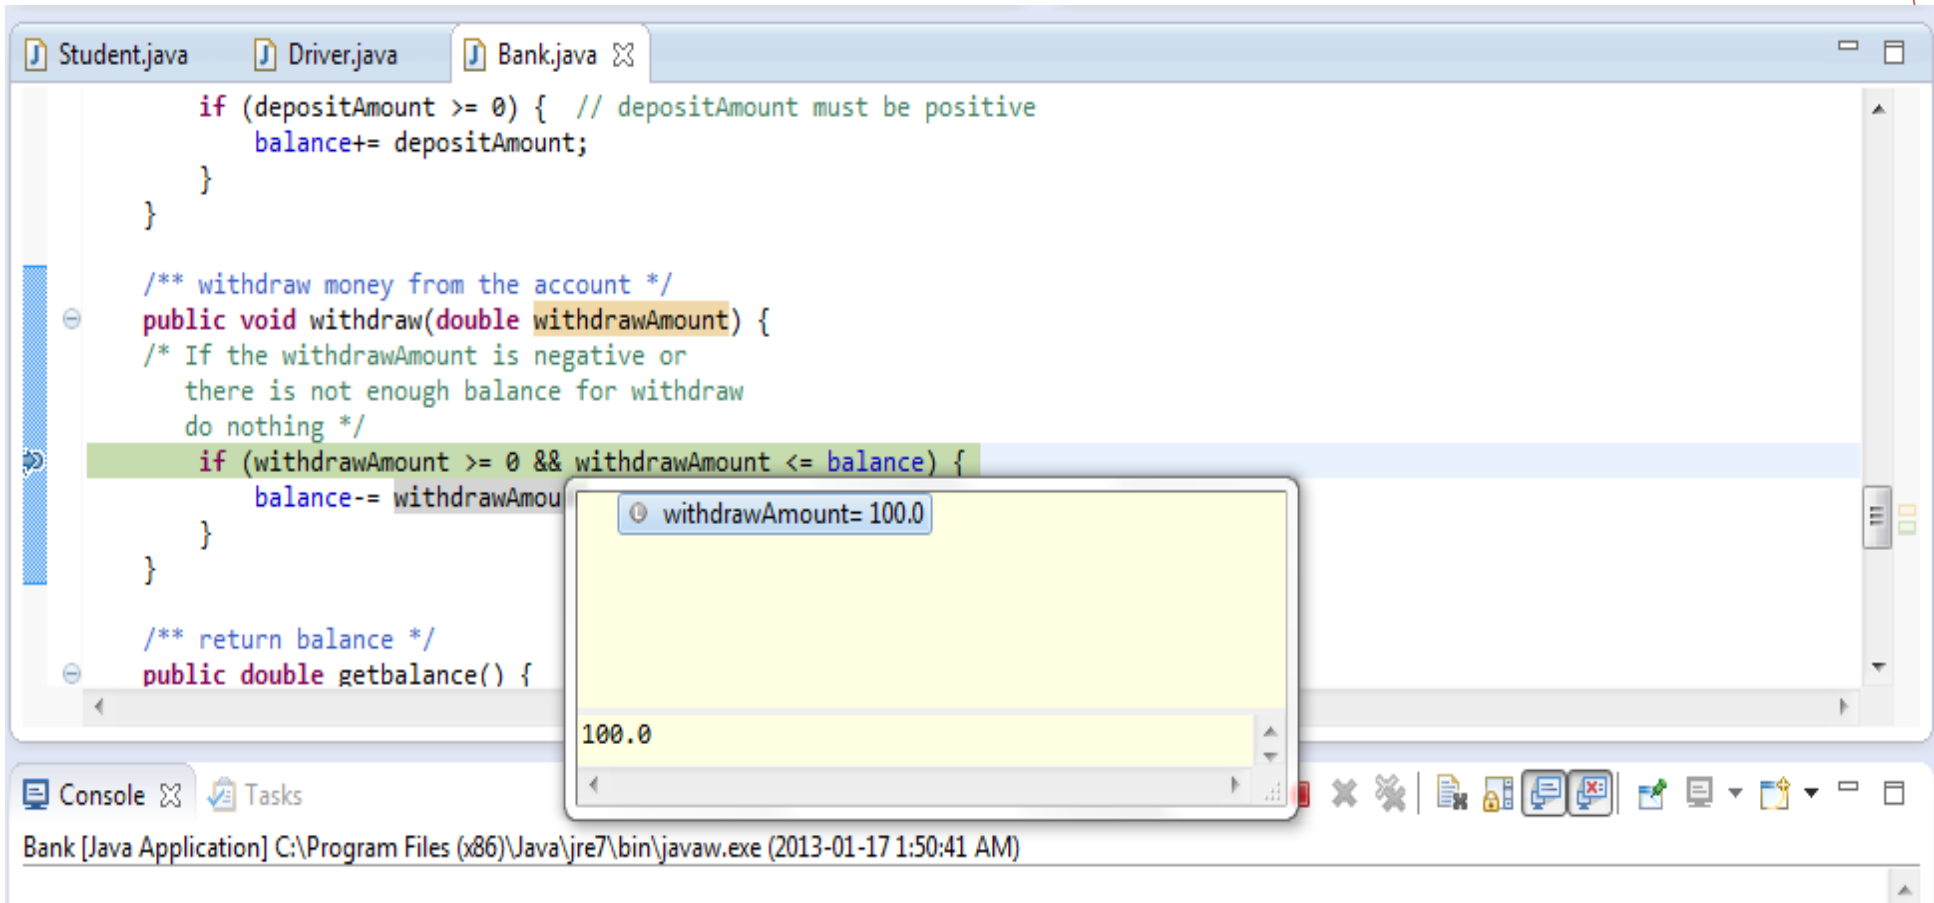 Student.java Driver.java Bank.java
if (depositAmount >= 0) { // depositAmount must be positive
balance+= depositAmount;
}
}
/** withdraw money from the account */
public void withdraw(double withdrawAmount) {
/* If the withdrawAmount is negative or
there is not enough balance for withdraw
do nothing */
if (withdrawAmount >= 0 && withdrawAmount <= balance) {
balance-= withdrawAmou
withdrawAmount= 100.0
}
}
/** return balance */
public double getbalance() {
100.0
Console Tasks
Bank [Java Application] C:\Program Files (x86)\Java\jre7\bin\javaw.exe (2013-01-17 1:50:41 AM)